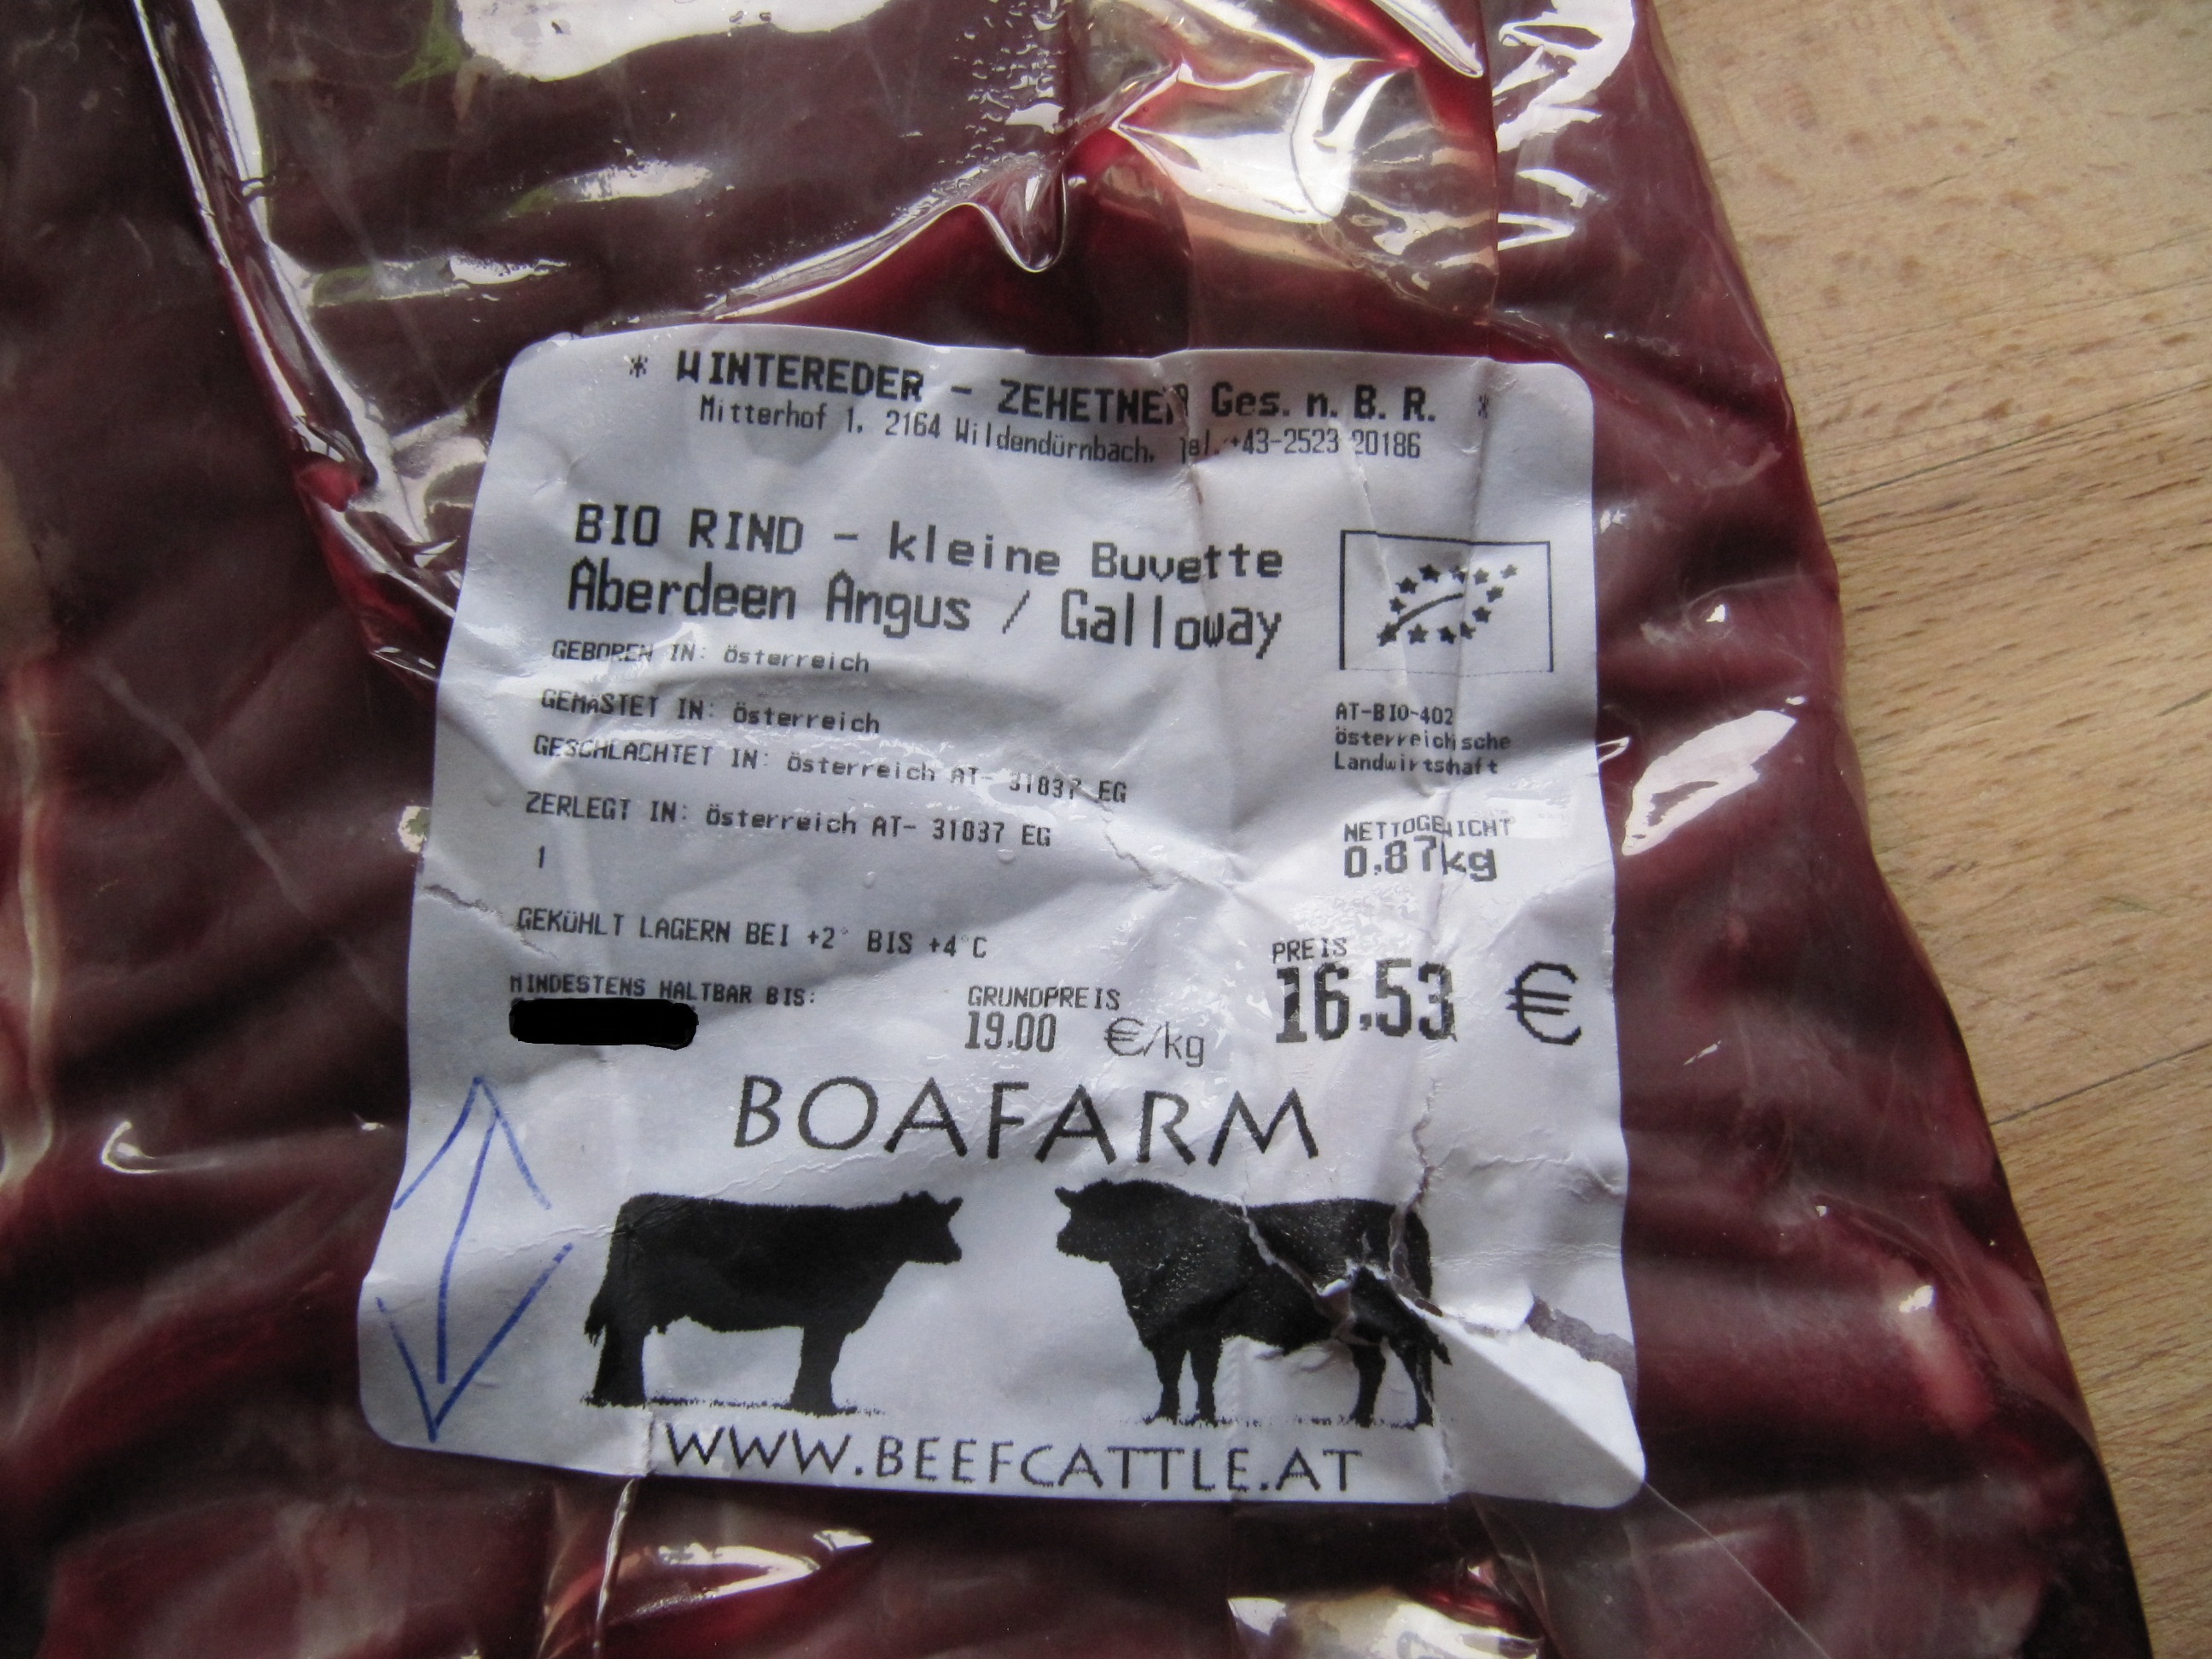 * WINTEREDER - ZEHETNER Ges. n. B. R. *
Mitterhof 1, 2164 Wildendürnbach, Tel. +43-2523 20186
BIO RIND - kleine Buvette
Aberdeen Angus / Galloway
GEBOREN IN: Österreich
GEMÄSTET IN: Österreich
GESCHLACHTET IN: Österreich AT- 31037 EG
ZERLEGT IN: Österreich AT- 31037 EG
1
AT-BIO-402
österreichische
Landwirtschaft
NETTOGEWICHT
0,87kg
GEKÜHLT LAGERN BEI +2° BIS +4°C
MINDESTENS HALTBAR BIS:
GRUNDPREIS
19.00 €/kg
PREIS
16,53 €
BOAFARM
WWW.BEEFCATTLE.AT